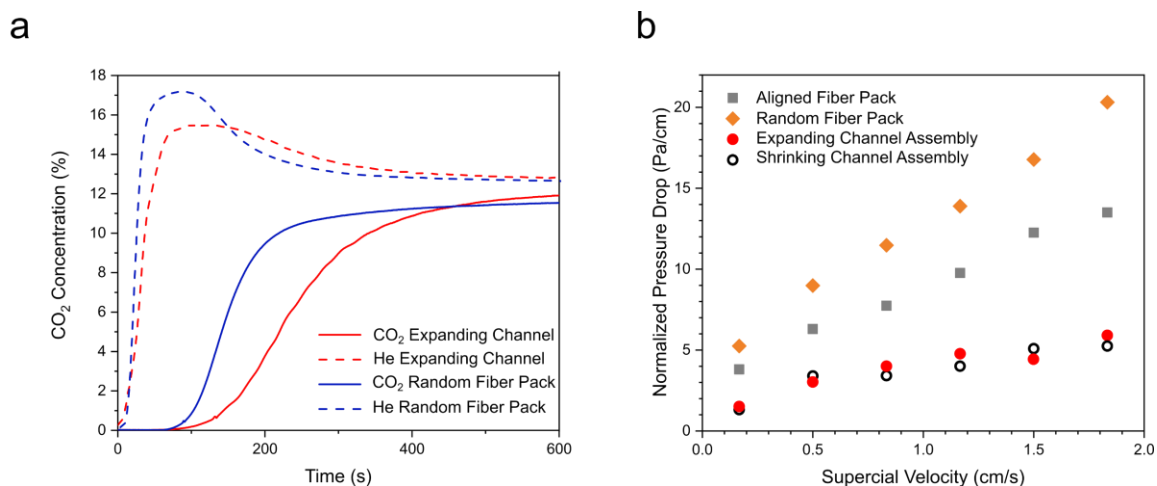 a
b
CO₂ Concentration (%)
18
16
14
12
10
8
6
4
2
0
0
200
400
600
Time (s)
CO₂ Expanding Channel
He Expanding Channel
CO₂ Random Fiber Pack
He Random Fiber Pack
Normalized Pressure Drop (Pa/cm)
20
15
10
5
0
0.0
0.5
1.0
1.5
2.0
Supercial Velocity (cm/s)
Aligned Fiber Pack
Random Fiber Pack
Expanding Channel Assembly
Shrinking Channel Assembly